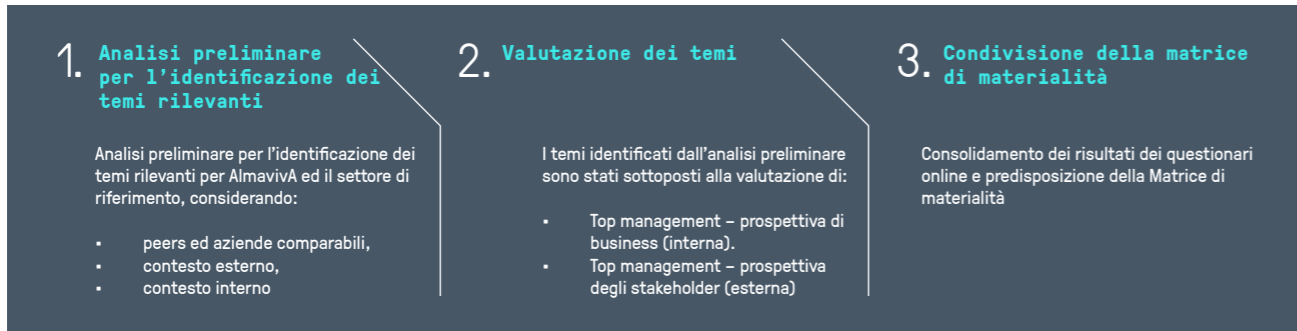 1. Analisi preliminare
per l'identificazione dei
temi rilevanti
Analisi preliminare per l'identificazione dei
temi rilevanti per AlmavivA ed il settore di
riferimento, considerando:
▪ peers ed aziende comparabili,
▪ contesto esterno,
▪ contesto interno
2. Valutazione dei temi
I temi identificati dall'analisi preliminare
sono stati sottoposti alla valutazione di:
▪ Top management – prospettiva di
business (interna).
▪ Top management – prospettiva
degli stakeholder (esterna)
3. Condivisione della matrice
di materialità
Consolidamento dei risultati dei questionari
online e predisposizione della Matrice di
materialità